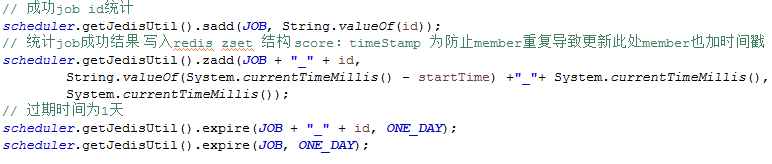 // 成功job id统计
scheduler.getJedisUtil().sadd(JOB, String.valueOf(id));
// 统计job成功结果 写入redis zset 结构 score：timeStamp 为防止member重复导致更新此处member也加时间戳
scheduler.getJedisUtil().zadd(JOB + "_" + id,
String.valueOf(System.currentTimeMillis() - startTime) +"_"+ System.currentTimeMillis(),
System.currentTimeMillis());
// 过期时间为1天
scheduler.getJedisUtil().expire(JOB + "_" + id, ONE_DAY);
scheduler.getJedisUtil().expire(JOB, ONE_DAY);